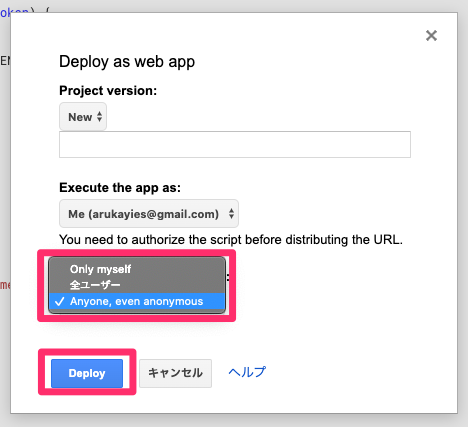 oken) {
EN
Deploy as web app
Project version:
New
Execute the app as:
Me (arukayies@gmail.com)
You need to authorize the script before distributing the URL.
Only myself
全ユーザー
✓ Anyone, even anonymous
:
me
Deploy
キャンセル
ヘルプ